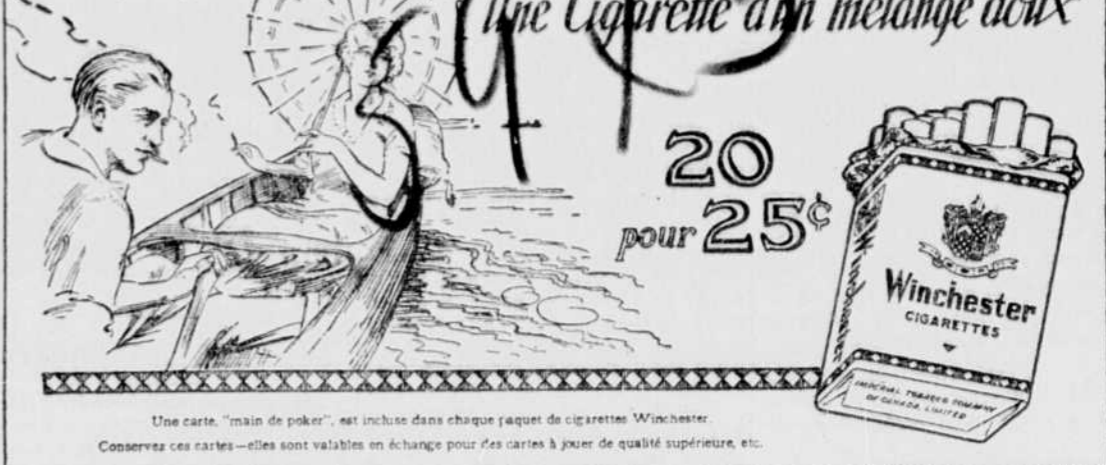 Une Cigarette d'un mélange doux
20
pour 25¢
Winchester
CIGARETTES
IMPERIAL TOBACCO COMPANY
OF CANADA, LIMITED
Une carte, "main de poker", est incluse dans chaque paquet de cigarettes Winchester.
Conservez ces cartes—elles sont valables en échange pour des cartes à jouer de qualité supérieure, etc.